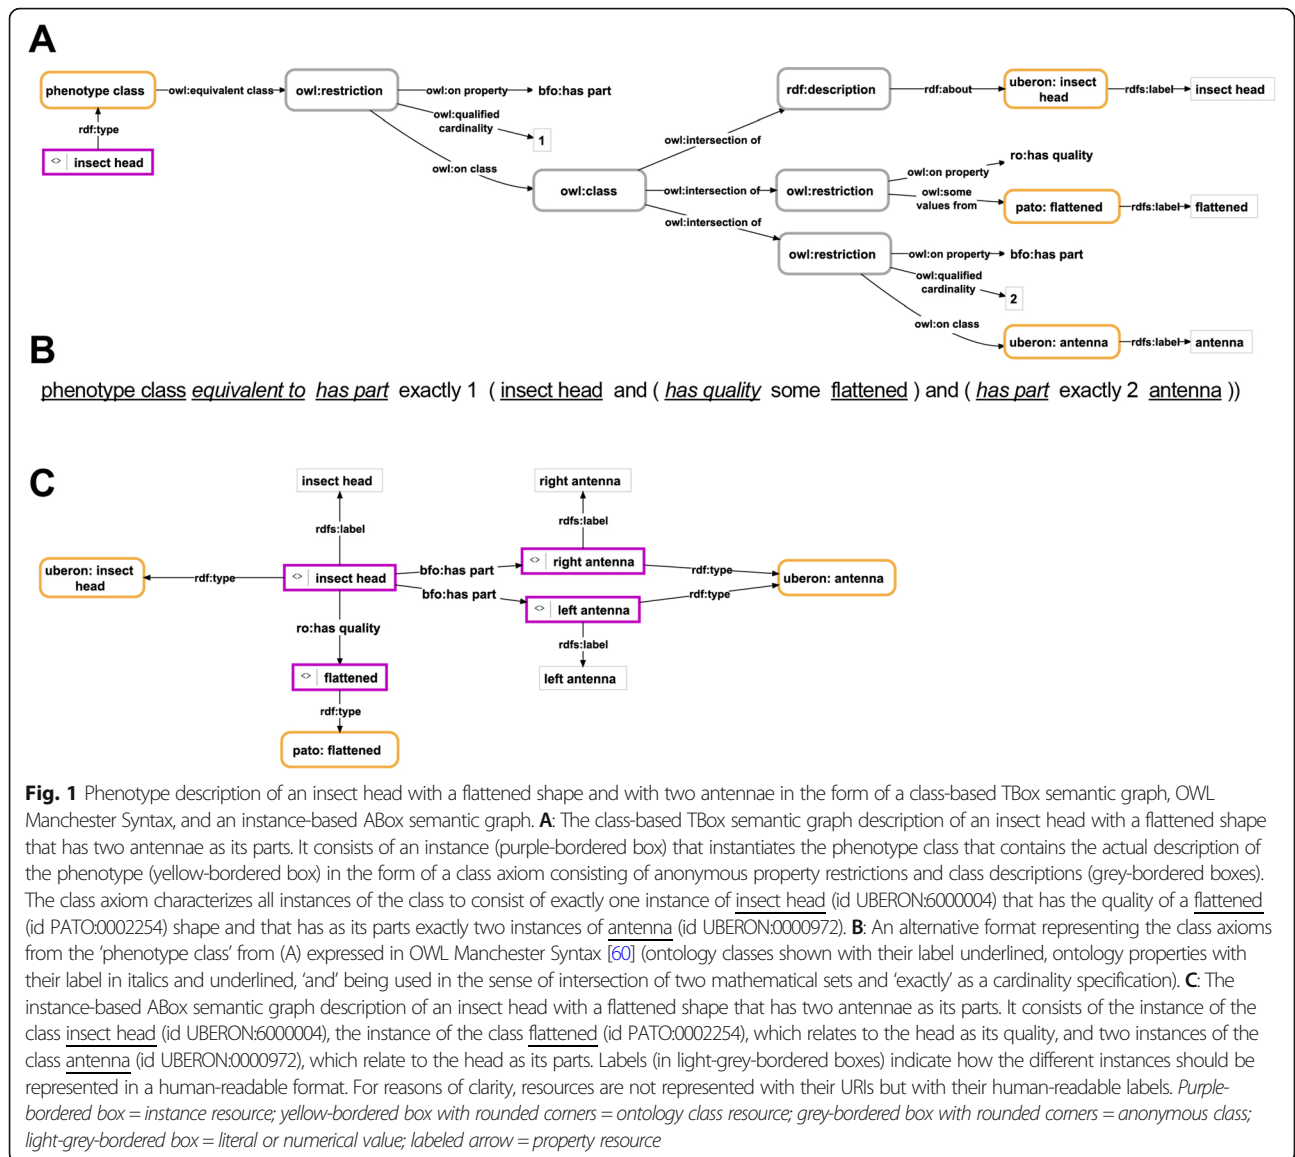 A
phenotype class
owl:equivalent class
owl:restriction
owl:on property
bfo:has part
owl:qualified
cardinality
1
owl:on class
rdf:type
<> insect head
owl:class
owl:intersection of
rdf:description
rdf:about
uberon: insect
head
rdfs:label
insect head
owl:intersection of
owl:restriction
owl:on property
ro:has quality
owl:some
values from
pato: flattened
rdfs:label
flattened
owl:intersection of
owl:restriction
owl:on property
bfo:has part
owl:qualified
cardinality
2
owl:on class
uberon: antenna
rdfs:label
antenna
B
phenotype class equivalent to has part exactly 1 ( insect head and ( has quality some flattened ) and ( has part exactly 2 antenna ))
C
insect head
rdfs:label
uberon: insect
head
rdf:type
<> insect head
bfo:has part
bfo:has part
right antenna
rdfs:label
<> right antenna
rdf:type
uberon: antenna
<> left antenna
rdf:type
rdfs:label
left antenna
ro:has quality
<> flattened
rdf:type
pato: flattened
Fig. 1 Phenotype description of an insect head with a flattened shape and with two antennae in the form of a class-based TBox semantic graph, OWL
Manchester Syntax, and an instance-based ABox semantic graph. A: The class-based TBox semantic graph description of an insect head with a flattened shape
that has two antennae as its parts. It consists of an instance (purple-bordered box) that instantiates the phenotype class that contains the actual description of
the phenotype (yellow-bordered box) in the form of a class axiom consisting of anonymous property restrictions and class descriptions (grey-bordered boxes).
The class axiom characterizes all instances of the class to consist of exactly one instance of insect head (id UBERON:6000004) that has the quality of a flattened
(id PATO:0002254) shape and that has as its parts exactly two instances of antenna (id UBERON:0000972). B: An alternative format representing the class axioms
from the ‘phenotype class’ from (A) expressed in OWL Manchester Syntax [60] (ontology classes shown with their label underlined, ontology properties with
their label in italics and underlined, ‘and’ being used in the sense of intersection of two mathematical sets and ‘exactly’ as a cardinality specification). C: The
instance-based ABox semantic graph description of an insect head with a flattened shape that has two antennae as its parts. It consists of the instance of the
class insect head (id UBERON:6000004), the instance of the class flattened (id PATO:0002254), which relates to the head as its quality, and two instances of the
class antenna (id UBERON:0000972), which relate to the head as its parts. Labels (in light-grey-bordered boxes) indicate how the different instances should be
represented in a human-readable format. For reasons of clarity, resources are not represented with their URIs but with their human-readable labels. Purple-
bordered box = instance resource; yellow-bordered box with rounded corners = ontology class resource; grey-bordered box with rounded corners = anonymous class;
light-grey-bordered box = literal or numerical value; labeled arrow = property resource